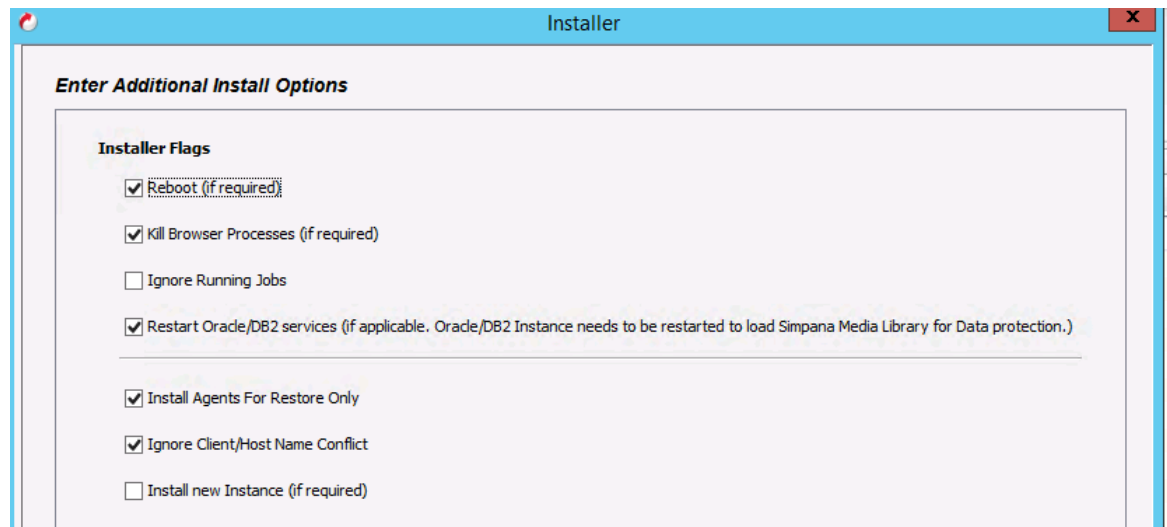 Installer
x
Enter Additional Install Options
Installer Flags
Reboot (if required)
Kill Browser Processes (if required)
Ignore Running Jobs
Restart Oracle/DB2 services (if applicable. Oracle/DB2 Instance needs to be restarted to load Simpana Media Library for Data protection.)
Install Agents For Restore Only
Ignore Client/Host Name Conflict
Install new Instance (if required)